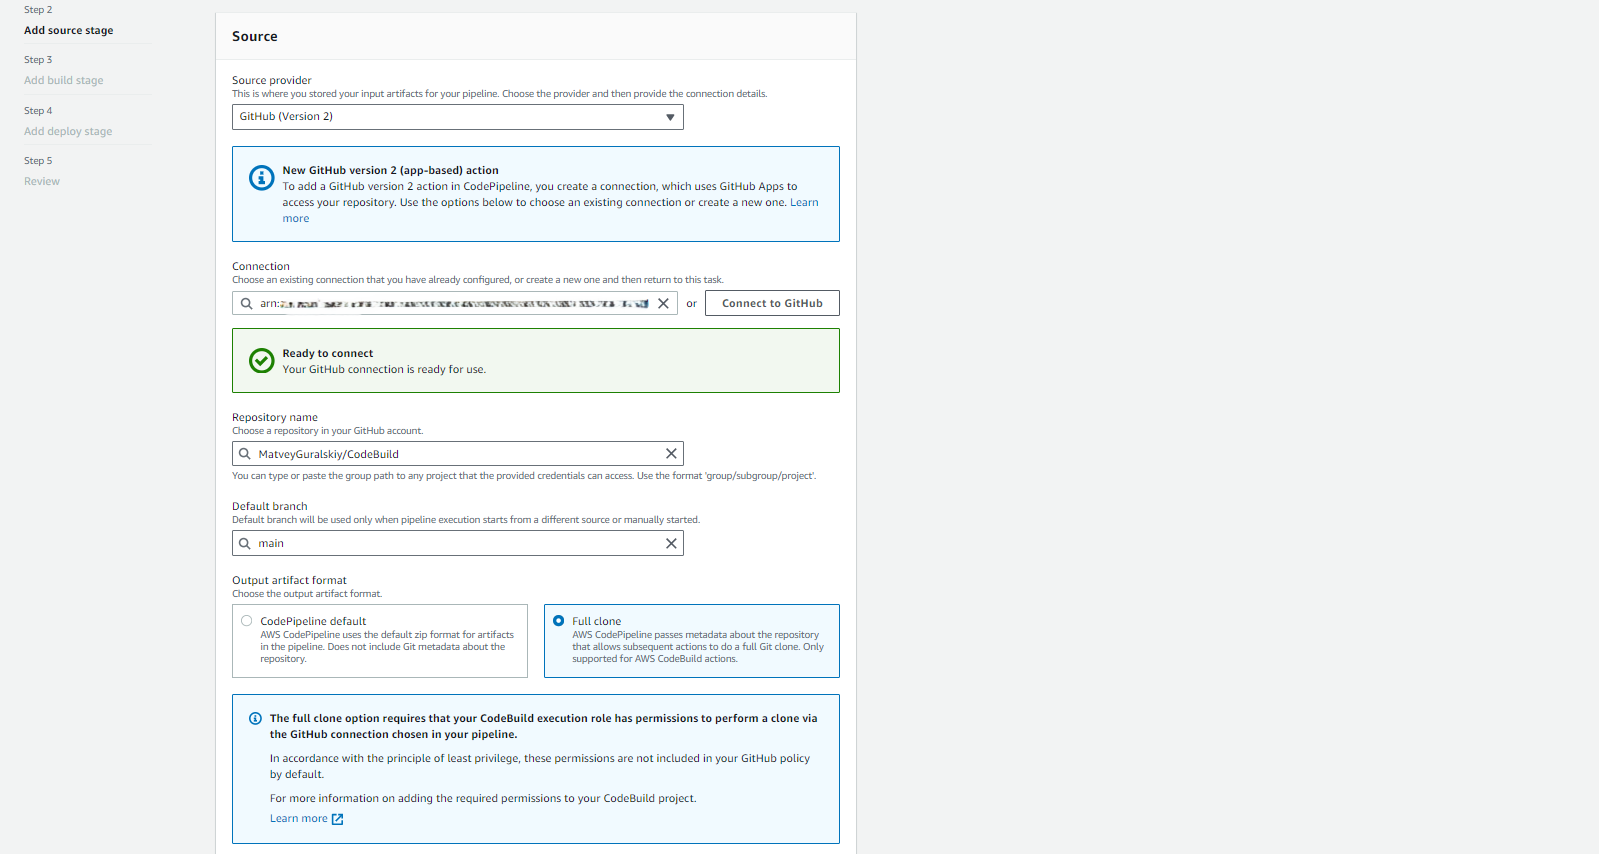 Step 2
Add source stage
Step 3
Add build stage
Step 4
Add deploy stage
Step 5
Review
Source
Source provider
This is where you stored your input artifacts for your pipeline. Choose the provider and then provide the connection details.
GitHub (Version 2)
New GitHub version 2 (app-based) action
To add a GitHub version 2 action in CodePipeline, you create a connection, which uses GitHub Apps to
access your repository. Use the options below to choose an existing connection or create a new one. Learn
more
Connection
Choose an existing connection that you have already configured, or create a new one and then return to this task.
arn:
or
Connect to GitHub
Ready to connect
Your GitHub connection is ready for use.
Repository name
Choose a repository in your GitHub account.
MatveyGuralskiy/CodeBuild
You can type or paste the group path to any project that the provided credentials can access. Use the format 'group/subgroup/project'.
Default branch
Default branch will be used only when pipeline execution starts from a different source or manually started.
main
Output artifact format
Choose the output artifact format.
CodePipeline default
AWS CodePipeline uses the default zip format for artifacts
in the pipeline. Does not include Git metadata about the
repository.
Full clone
AWS CodePipeline passes metadata about the repository
that allows subsequent actions to do a full Git clone. Only
supported for AWS CodeBuild actions.
The full clone option requires that your CodeBuild execution role has permissions to perform a clone via
the GitHub connection chosen in your pipeline.
In accordance with the principle of least privilege, these permissions are not included in your GitHub policy
by default.
For more information on adding the required permissions to your CodeBuild project.
Learn more